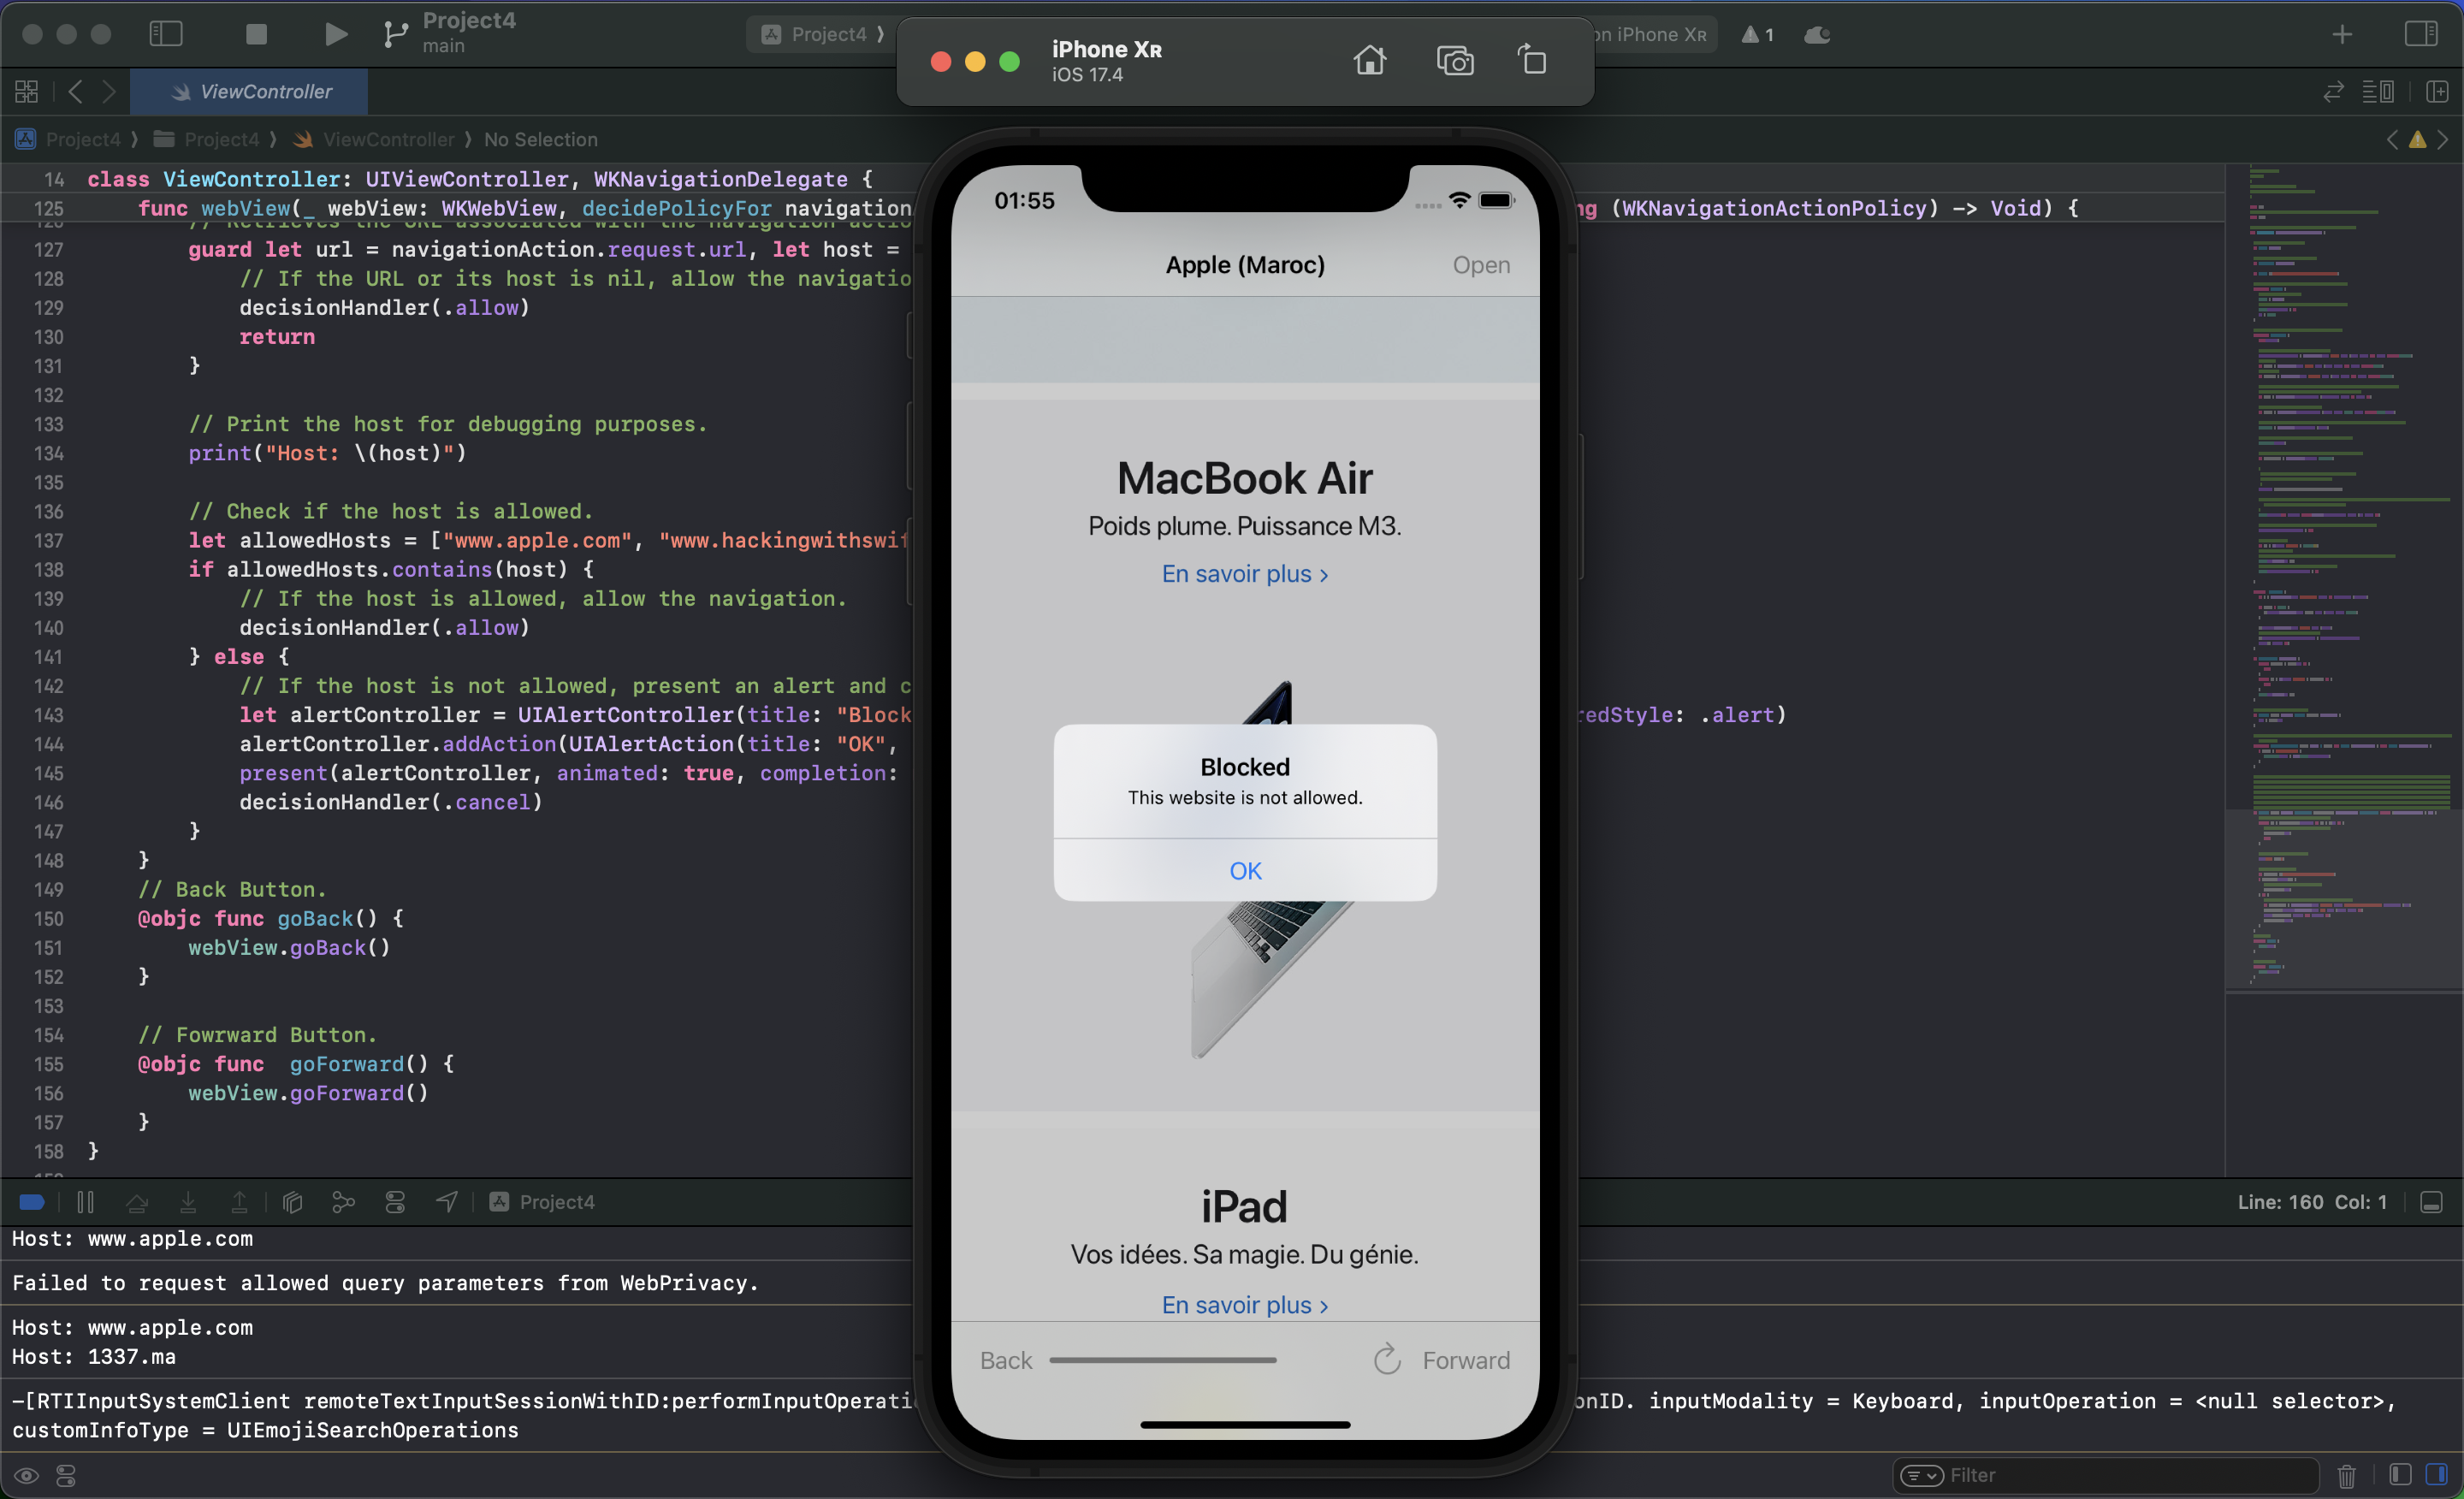 Project4
main
Project4 ⟩
on iPhone XR
1
iPhone XR
iOS 17.4
ViewController
Project4 ⟩ Project4 ⟩ ViewController ⟩ No Selection
14 class ViewController: UIViewController, WKNavigationDelegate {
125 func webView(_ webView: WKWebView, decidePolicyFor navigation
ng (WKNavigationActionPolicy) -> Void) {
126 // Retrieves the URL associated with the navigation actio
127 guard let url = navigationAction.request.url, let host =
128 // If the URL or its host is nil, allow the navigatio
129 decisionHandler(.allow)
130 return
131 }
132
133 // Print the host for debugging purposes.
134 print("Host: \(host)")
135
136 // Check if the host is allowed.
137 let allowedHosts = ["www.apple.com", "www.hackingwithswif
138 if allowedHosts.contains(host) {
139 // If the host is allowed, allow the navigation.
140 decisionHandler(.allow)
141 } else {
142 // If the host is not allowed, present an alert and c
143 let alertController = UIAlertController(title: "Block
redStyle: .alert)
144 alertController.addAction(UIAlertAction(title: "OK",
145 present(alertController, animated: true, completion:
146 decisionHandler(.cancel)
147 }
148 }
149 // Back Button.
150 @objc func goBack() {
151 webView.goBack()
152 }
153
154 // Fowrward Button.
155 @objc func  goForward() {
156 webView.goForward()
157 }
158 }
01:55
Apple (Maroc)
Open
MacBook Air
Poids plume. Puissance M3.
En savoir plus ›
Blocked
This website is not allowed.
OK
iPad
Vos idées. Sa magie. Du génie.
En savoir plus ›
Back
Forward
Project4
Line: 160 Col: 1
Host: www.apple.com
Failed to request allowed query parameters from WebPrivacy.
Host: www.apple.com
Host: 1337.ma
-[RTIInputSystemClient remoteTextInputSessionWithID:performInputOperati
onID. inputModality = Keyboard, inputOperation = <null selector>,
customInfoType = UIEmojiSearchOperations
Filter